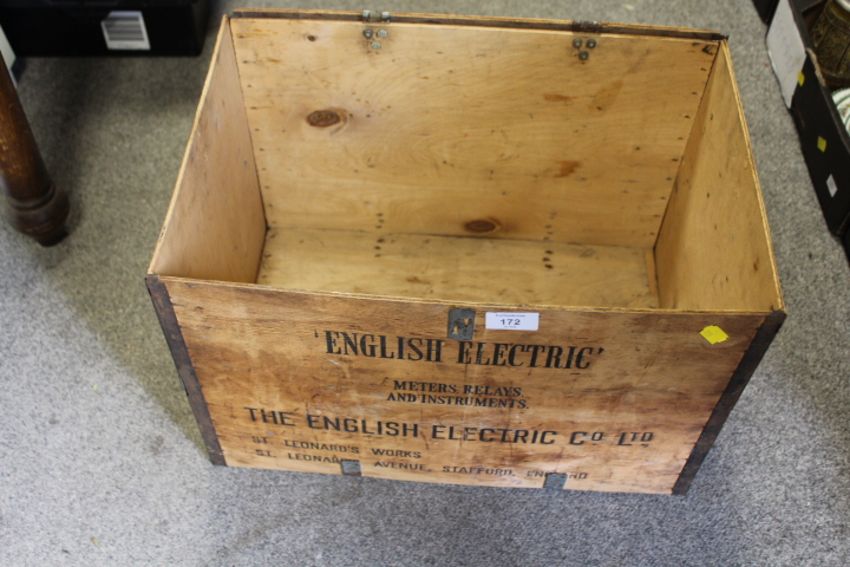 172
'ENGLISH ELECTRIC'
METERS, RELAYS,
AND INSTRUMENTS.
THE ENGLISH ELECTRIC Cº LTD
ST. LEONARD'S WORKS
ST. LEONARD'S AVENUE, STAFFORD, ENGLAND